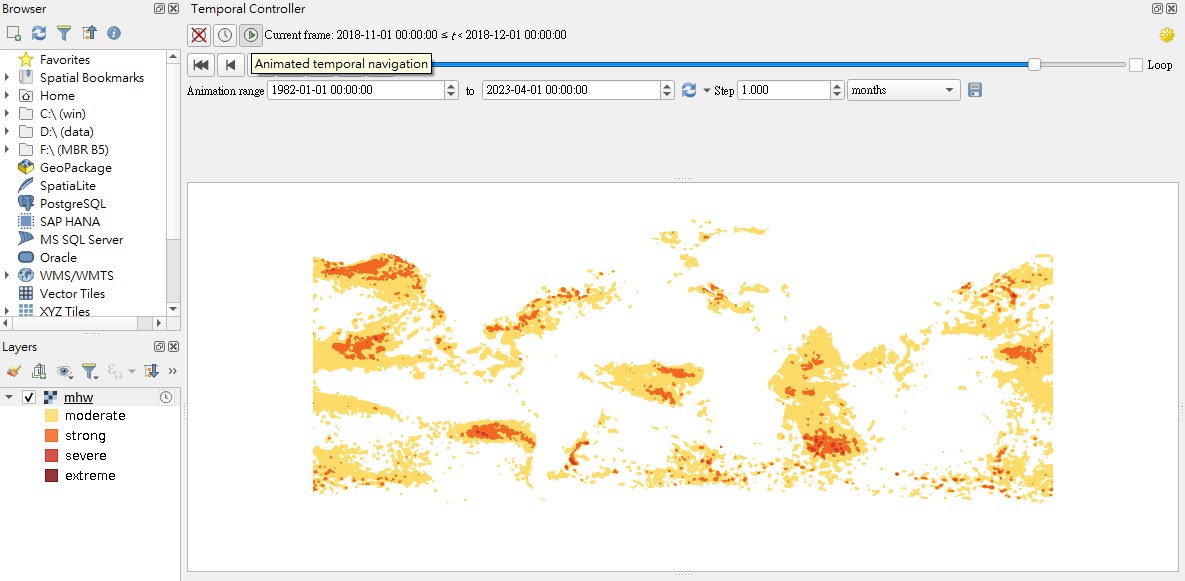 Browser
Favorites
Spatial Bookmarks
Home
C:\ (win)
D:\ (data)
F:\ (MBR B5)
GeoPackage
SpatiaLite
PostgreSQL
SAP HANA
MS SQL Server
Oracle
WMS/WMTS
Vector Tiles
XYZ Tiles
Layers
mhw
moderate
strong
severe
extreme
Temporal Controller
Current frame: 2018-11-01 00:00:00 ≤ t < 2018-12-01 00:00:00
Animated temporal navigation
Loop
Animation range 1982-01-01 00:00:00 to 2023-04-01 00:00:00 Step 1.000 months